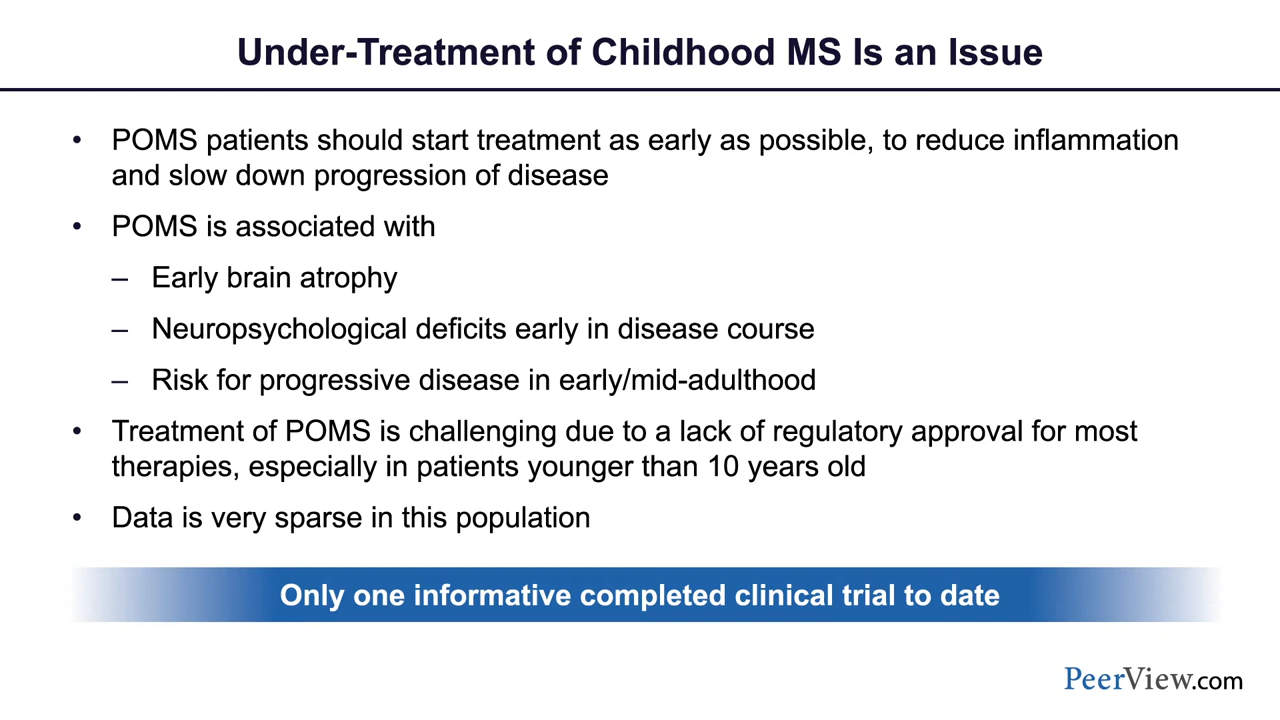 Under-Treatment of Childhood MS Is an Issue
• POMS patients should start treatment as early as possible, to reduce inflammation
and slow down progression of disease
• POMS is associated with
– Early brain atrophy
– Neuropsychological deficits early in disease course
– Risk for progressive disease in early/mid-adulthood
• Treatment of POMS is challenging due to a lack of regulatory approval for most
therapies, especially in patients younger than 10 years old
• Data is very sparse in this population
Only one informative completed clinical trial to date
PeerView.com